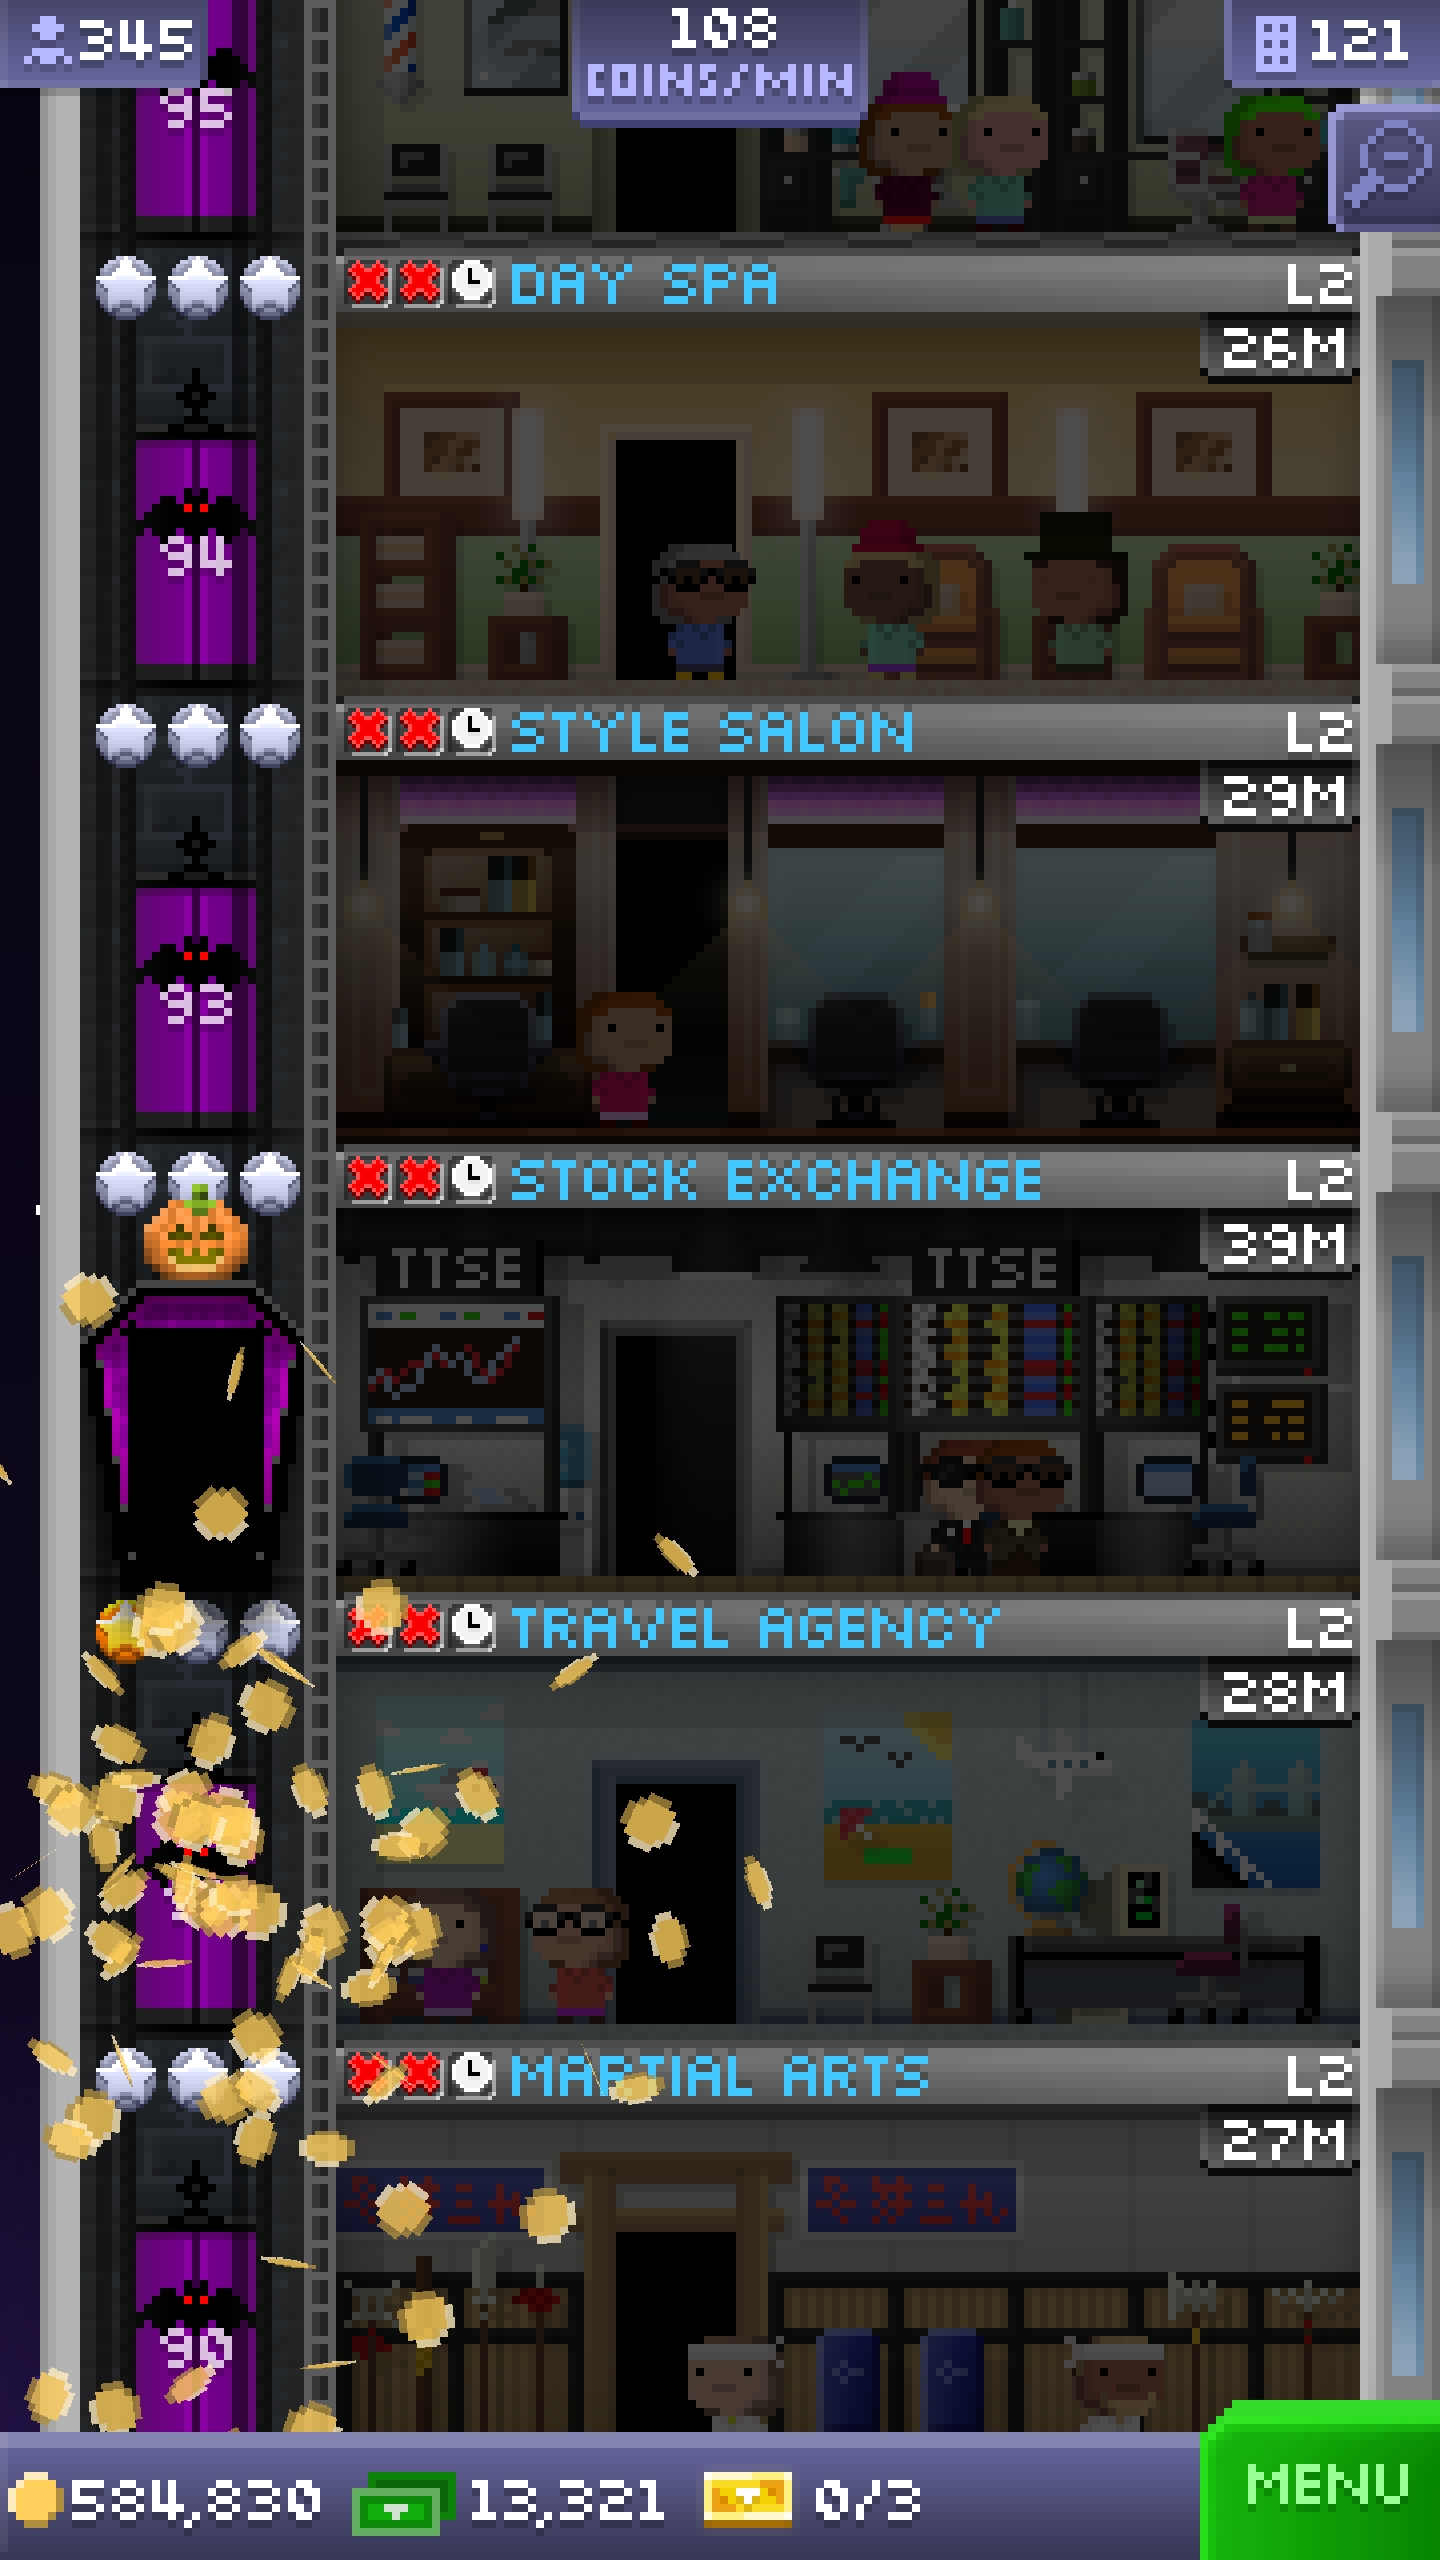 345
108
COINS/MIN
121
95
DAY SPA L2
26M
94
STYLE SALON L2
29M
93
STOCK EXCHANGE L2
39M
TTSE TTSE
TRAVEL AGENCY L2
28M
MARTIAL ARTS L2
27M
90
584,830 13,321 0/3
MENU